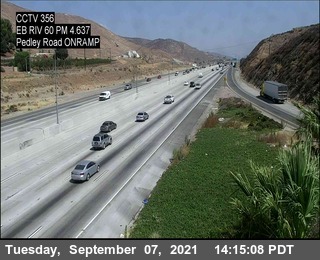 CCTV 356
EB RIV 60 PM 4.637
Pedley Road ONRAMP
Tuesday, September 07, 2021 14:15:08 PDT